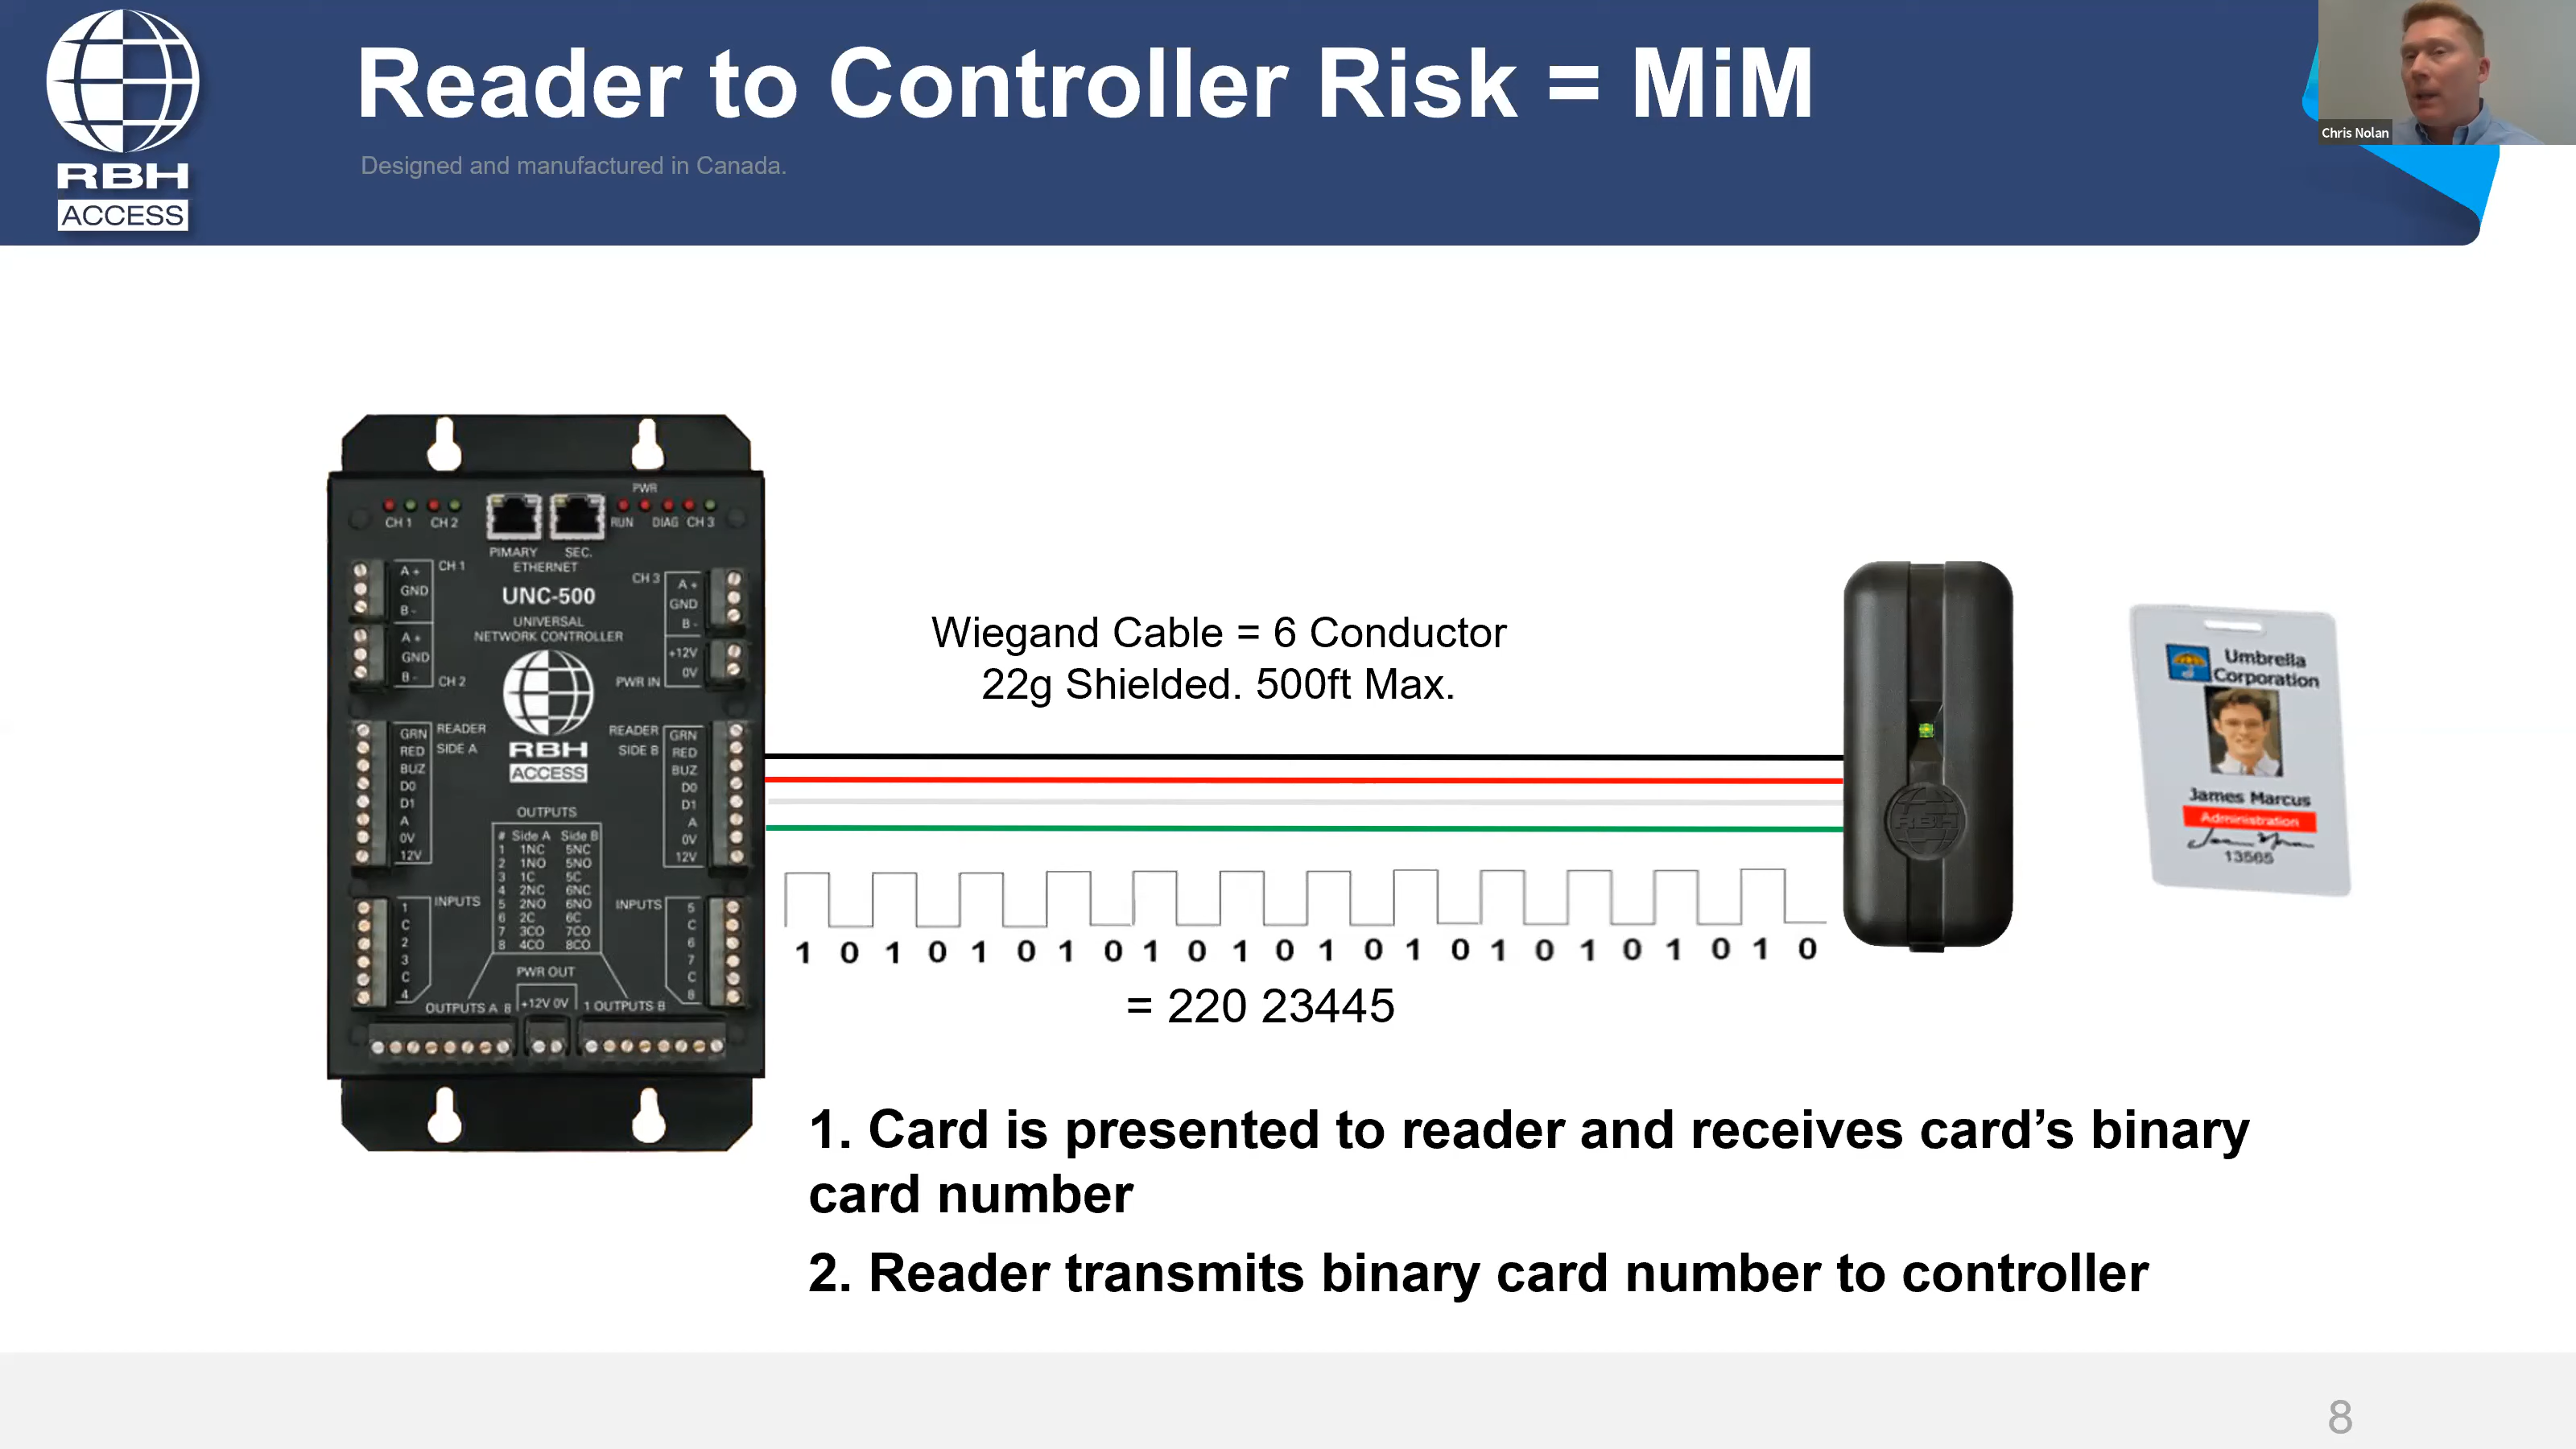 Reader to Controller Risk = MiM
Designed and manufactured in Canada.
RBH
ACCESS
Chris Nolan
PWR
CH 1 CH 2
RUN DIAG CH 3
PIMARY SEC.
ETHERNET
UNC-500
UNIVERSAL
NETWORK CONTROLLER
RBH
ACCESS
A +
GND
B -
CH 1
A +
GND
B -
CH 2
CH 3
A +
GND
B -
+12V
0V
PWR IN
READER
SIDE A
GRN
RED
BUZ
D0
D1
A
0V
12V
READER
SIDE B
GRN
RED
BUZ
D0
D1
A
0V
12V
OUTPUTS
# Side A Side B
1 1NC 5NC
2 1NO 5NO
3 1C 5C
4 2NC 6NC
5 2NO 6NO
6 2C 6C
7 3CO 7CO
8 4CO 8CO
INPUTS
1
C
2
3
C
4
INPUTS
5
C
6
7
C
8
PWR OUT
+12V 0V
OUTPUTS A 8
1 OUTPUTS B
Wiegand Cable = 6 Conductor
22g Shielded. 500ft Max.
1 0 1 0 1 0 1 0 1 0 1 0 1 0 1 0 1 0 1 0 1 0 1 0
= 220 23445
RBH
Umbrella
Corporation
James Marcus
Administration
13565
1. Card is presented to reader and receives card’s binary
card number
2. Reader transmits binary card number to controller
8